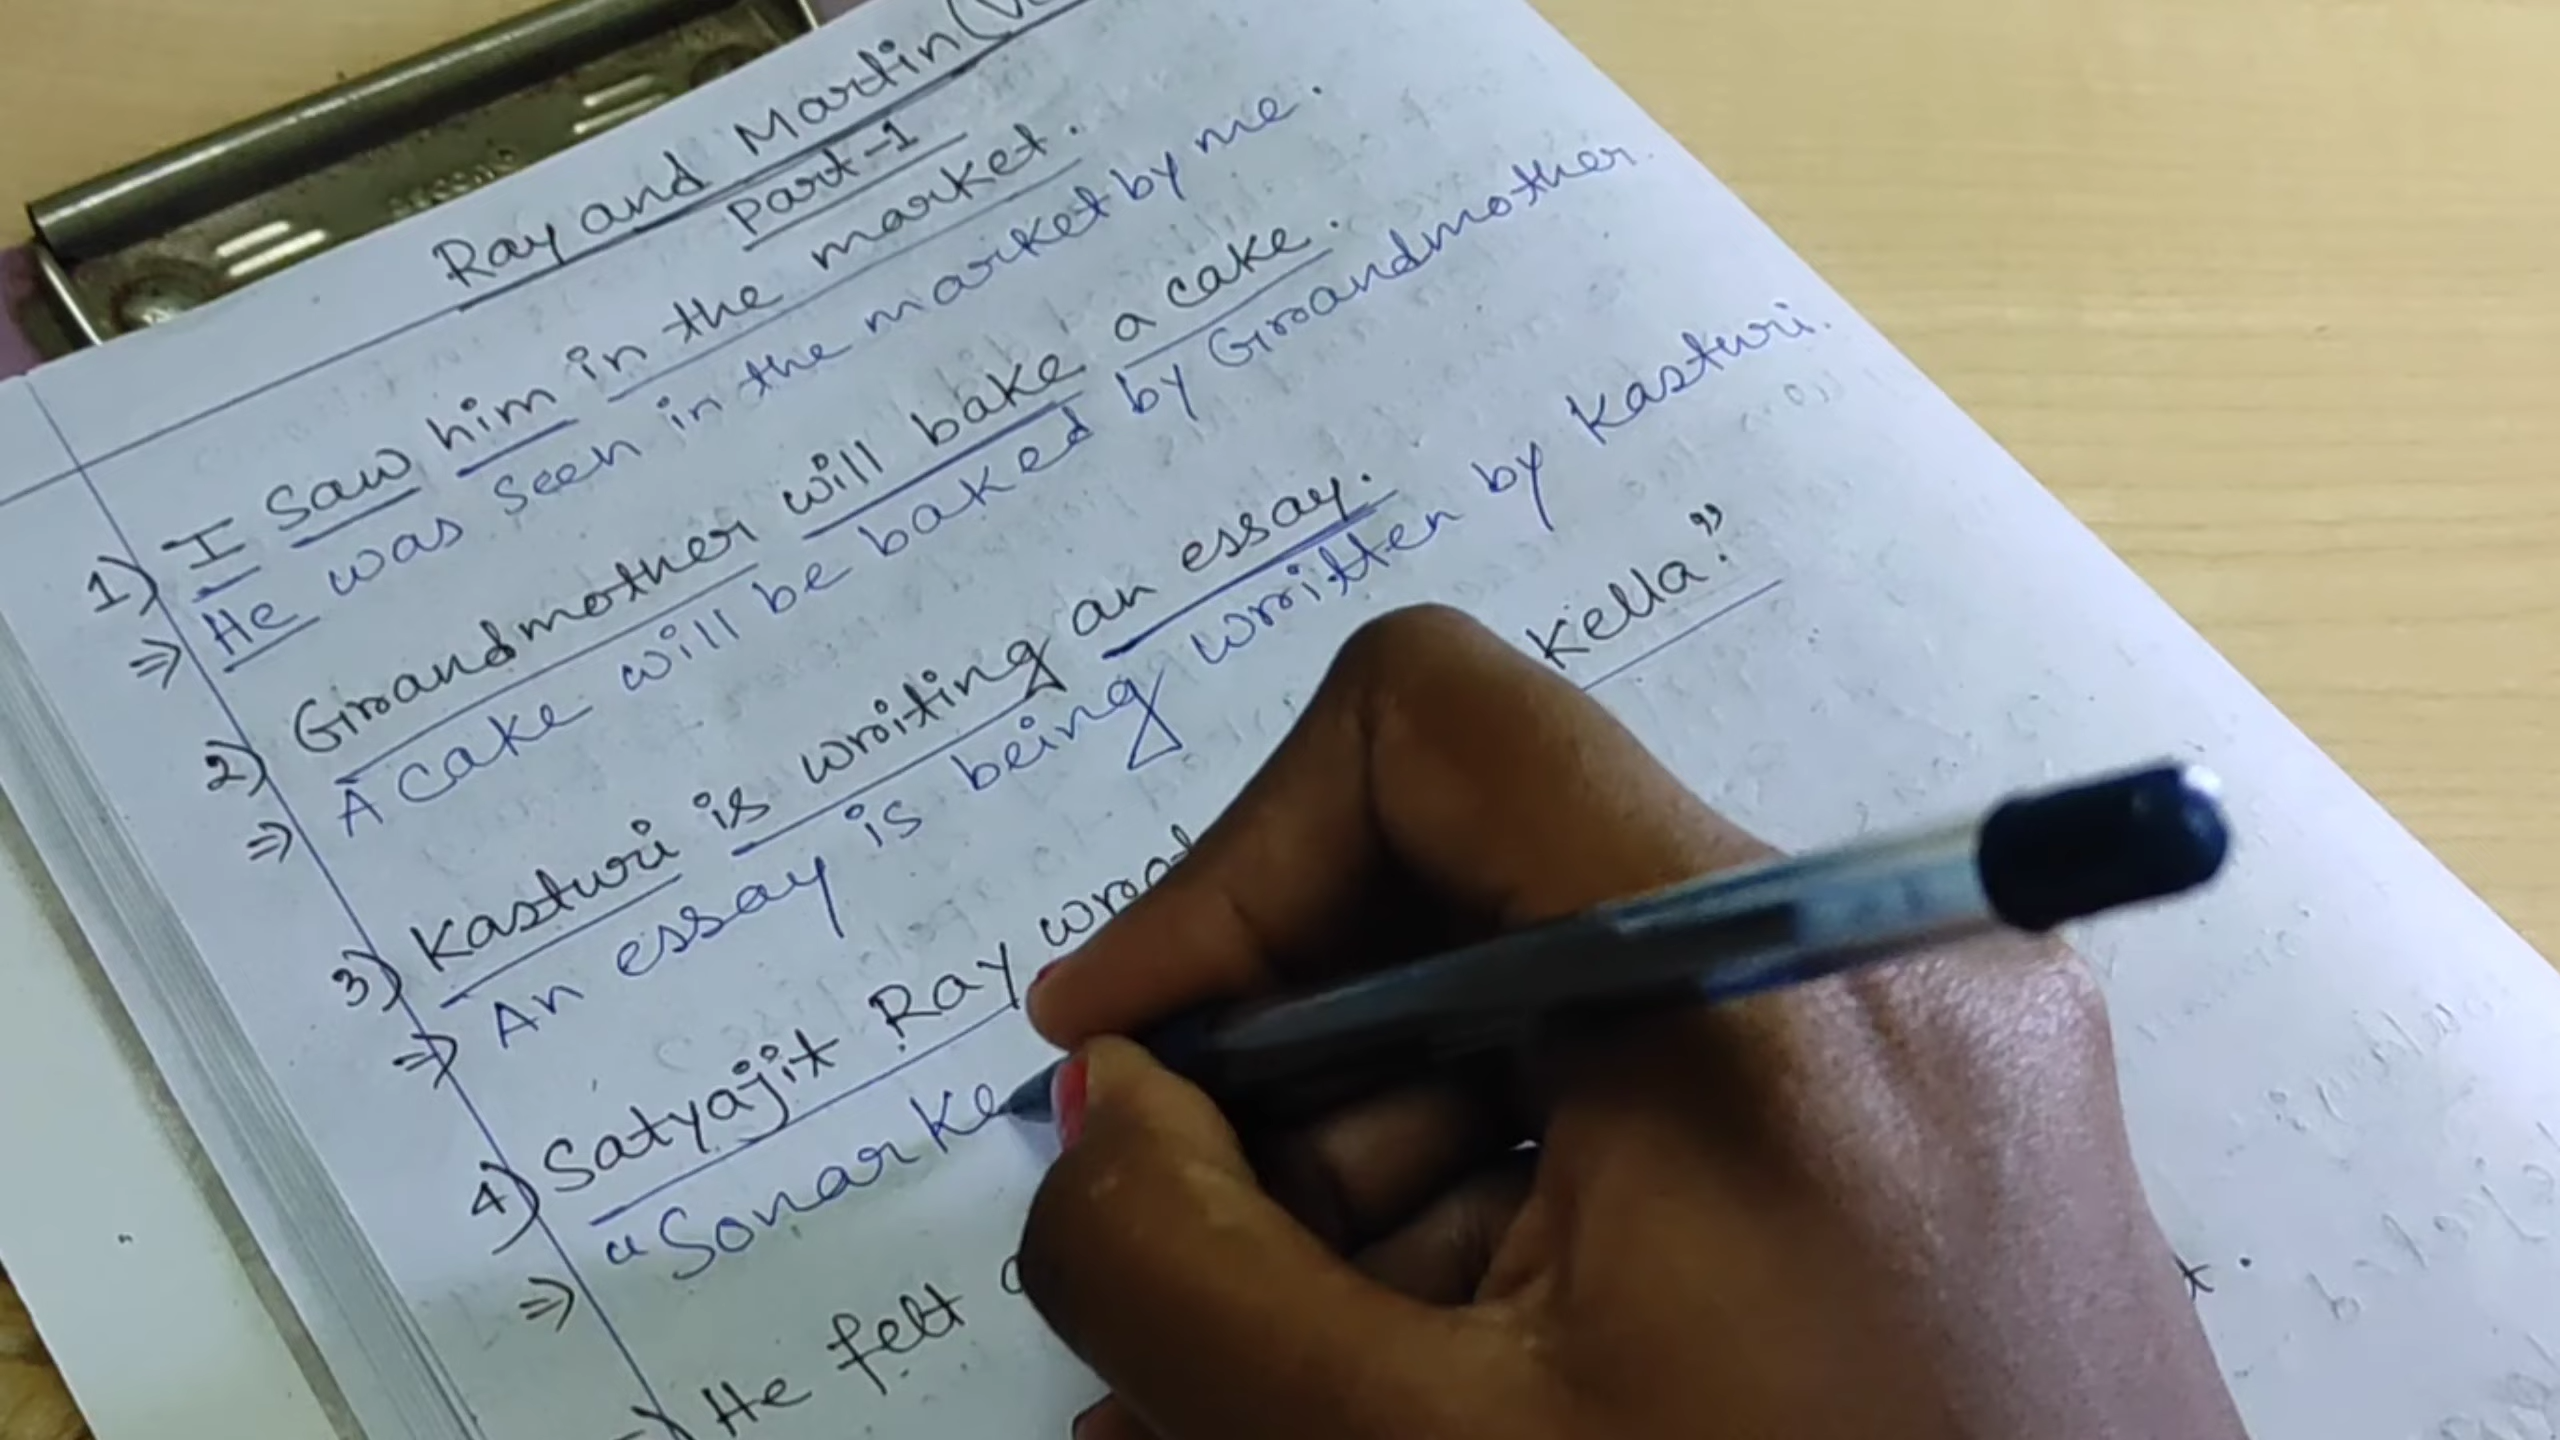 Ray and Martin (
Part-1
1) I Saw him in the market.
⇒ He was seen in the market by me.
2) Grandmother will bake a cake.
⇒ A cake will be baked by Grandmother.
3) Kasturi is writing an essay.
⇒ An essay is being written by Kasturi.
4) Satyajit Ray Kella."
⇒ "Sonar Ke
He felt